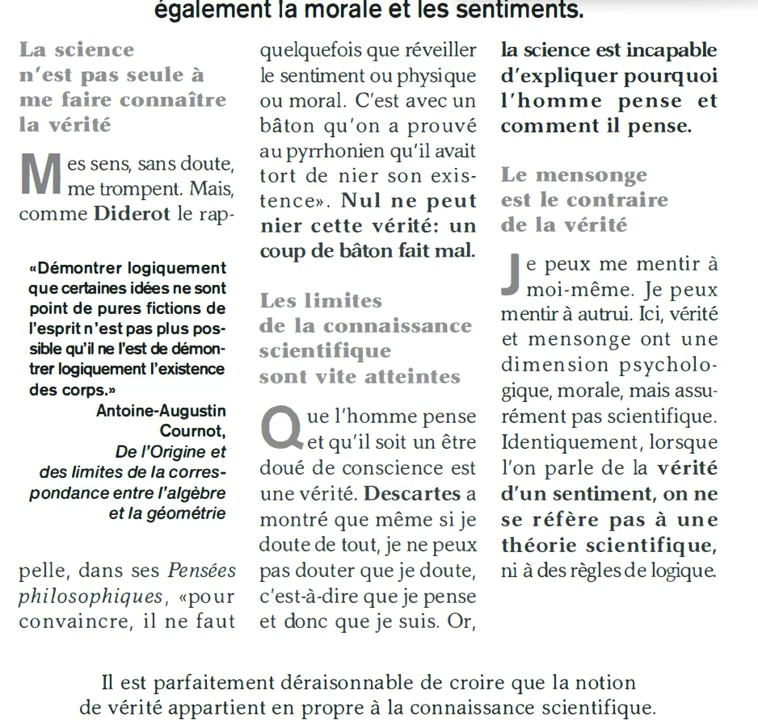 également la morale et les sentiments.
La science
n'est pas seule à
me faire connaître
la vérité
Mes sens, sans doute,
me trompent. Mais,
comme Diderot le rap-
«Démontrer logiquement
que certaines idées ne sont
point de pures fictions de
l'esprit n'est pas plus pos-
sible qu'il ne l'est de démon-
trer logiquement l'existence
des corps.»
Antoine-Augustin
Cournot,
De l'Origine et
des limites de la corres-
pondance entre l'algèbre
et la géométrie
pelle, dans ses Pensées
philosophiques, «pour
convaincre, il ne faut
quelquefois que réveiller
le sentiment ou physique
ou moral. C'est avec un
bâton qu'on a prouvé
au pyrrhonien qu'il avait
tort de nier son exis-
tence». Nul ne peut
nier cette vérité: un
coup de bâton fait mal.
Les limites
de la connaissance
scientifique
sont vite atteintes
Que l'homme pense
et qu'il soit un être
doué de conscience est
une vérité. Descartes a
montré que même si je
doute de tout, je ne peux
pas douter que je doute,
c'est-à-dire que je pense
et donc que je suis. Or,
la science est incapable
d'expliquer pourquoi
l'homme pense et
comment il pense.
Le mensonge
est le contraire
de la vérité
Je peux me mentir à
moi-même. Je peux
mentir à autrui. Ici, vérité
et mensonge ont une
dimension psycholo-
gique, morale, mais assu-
rément pas scientifique.
Identiquement, lorsque
l'on parle de la vérité
d'un sentiment, on ne
se réfère pas à une
théorie scientifique,
ni à des règles de logique.
Il est parfaitement déraisonnable de croire que la notion
de vérité appartient en propre à la connaissance scientifique.